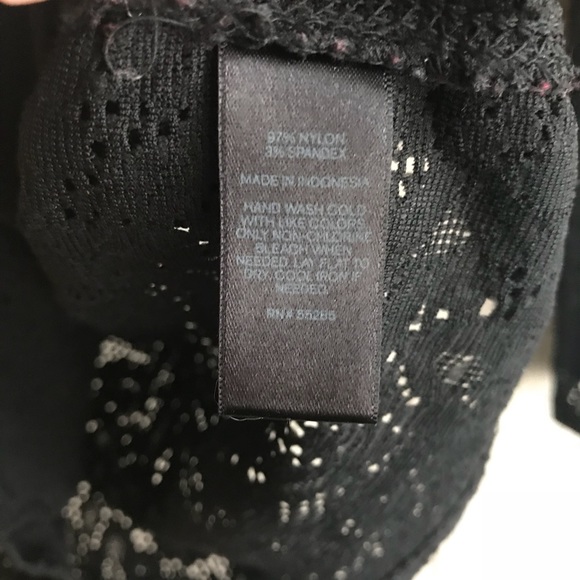 97% NYLON
3% SPANDEX
MADE IN INDONESIA
HAND WASH COLD
WITH LIKE COLORS
ONLY NON-CHLORINE
BLEACH WHEN
NEEDED LAY FLAT TO
DRY. COOL IRON IF
NEEDED.
RN# 55285